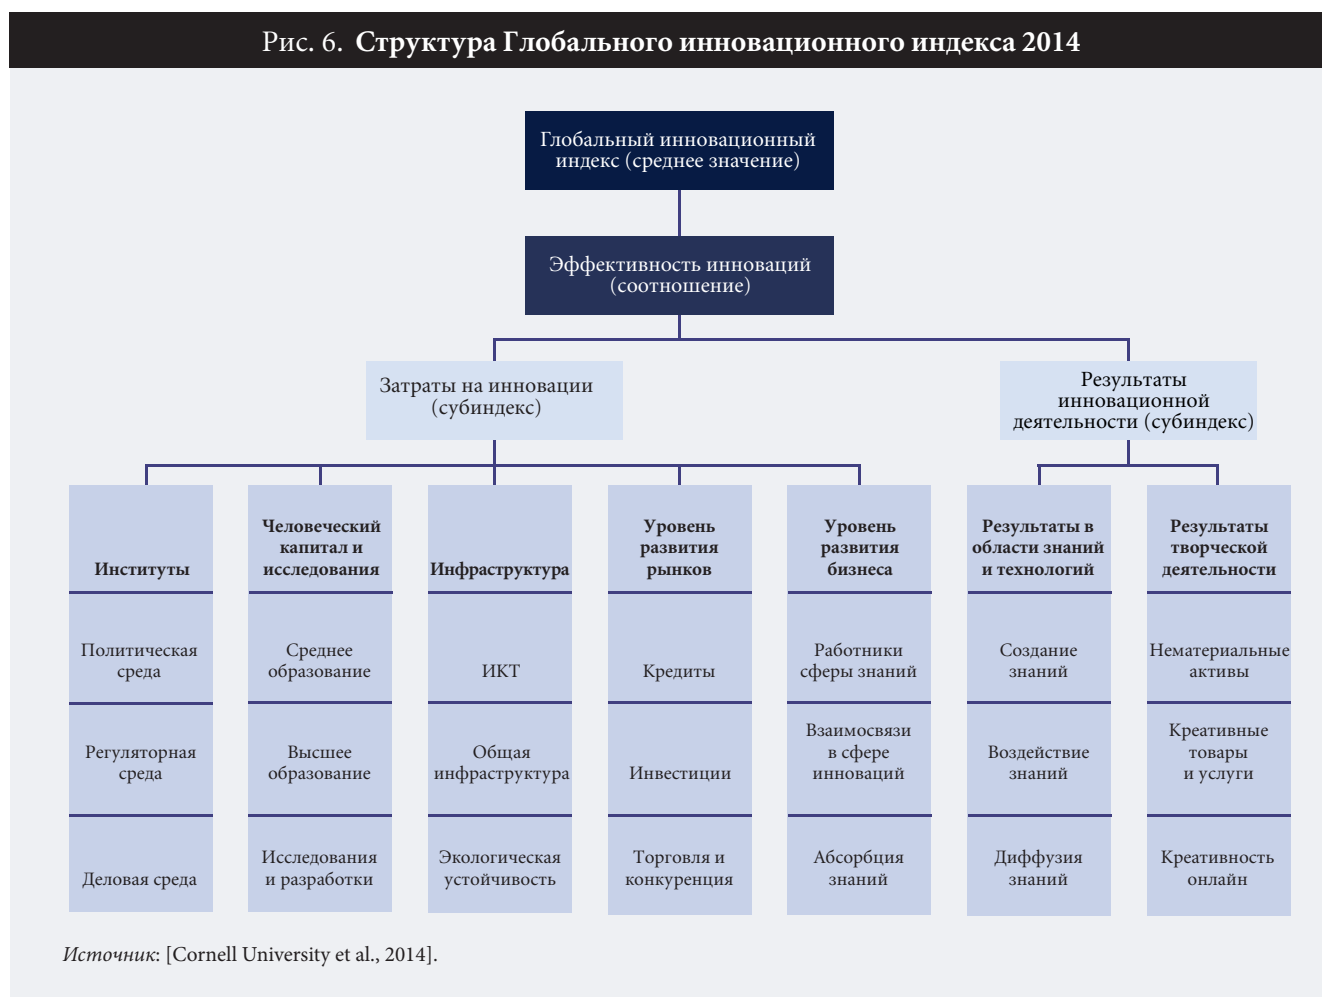 Рис. 6. Структура Глобального инновационного индекса 2014
Глобальный инновационный
индекс (среднее значение)
Эффективность инноваций
(соотношение)
Затраты на инновации
(субиндекс)
Результаты
инновационной
деятельности (субиндекс)
Институты
Политическая
среда
Регуляторная
среда
Деловая среда
Человеческий
капитал и
исследования
Среднее
образование
Высшее
образование
Исследования
и разработки
Инфраструктура
ИКТ
Общая
инфраструктура
Экологическая
устойчивость
Уровень
развития
рынков
Кредиты
Инвестиции
Торговля и
конкуренция
Уровень
развития
бизнеса
Работники
сферы знаний
Взаимосвязи
в сфере
инноваций
Абсорбция
знаний
Результаты в
области знаний
и технологий
Создание
знаний
Воздействие
знаний
Диффузия
знаний
Результаты
творческой
деятельности
Нематериальные
активы
Креативные
товары
и услуги
Креативность
онлайн
Источник: [Cornell University et al., 2014].